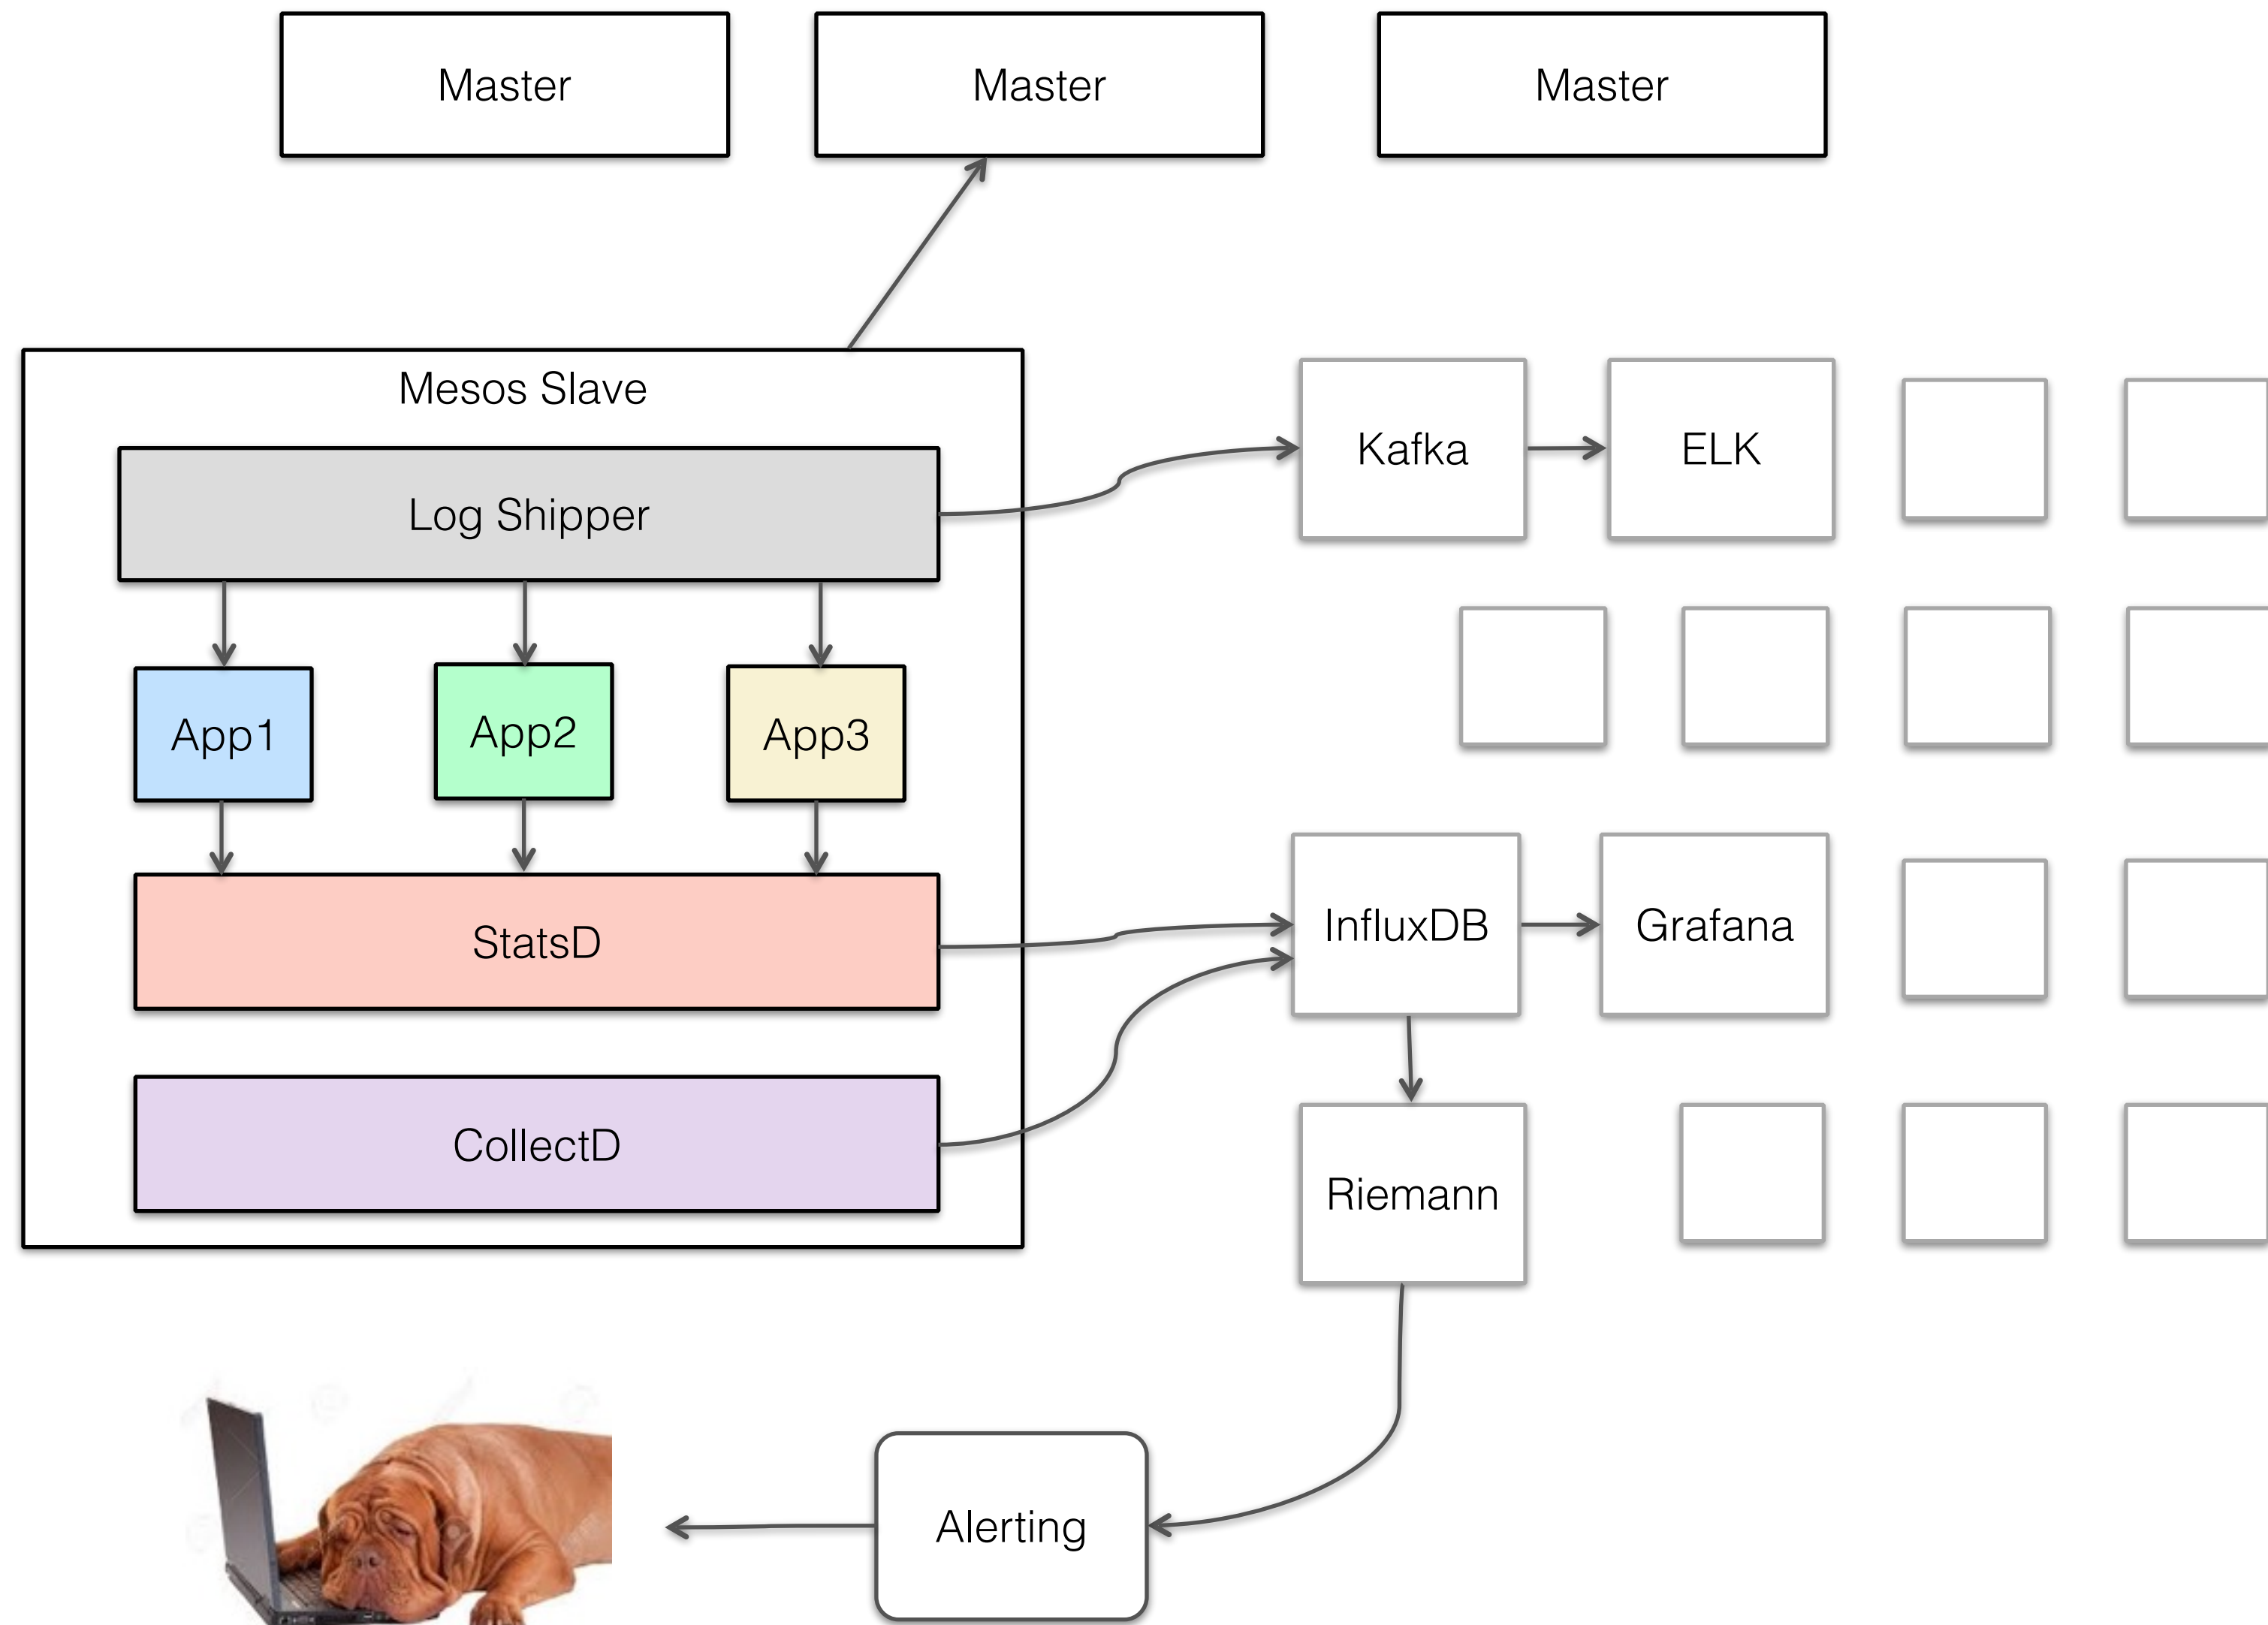 Master
Master
Master
Mesos Slave
Log Shipper
Kafka
ELK
App1
App2
App3
StatsD
InfluxDB
Grafana
CollectD
Riemann
Alerting